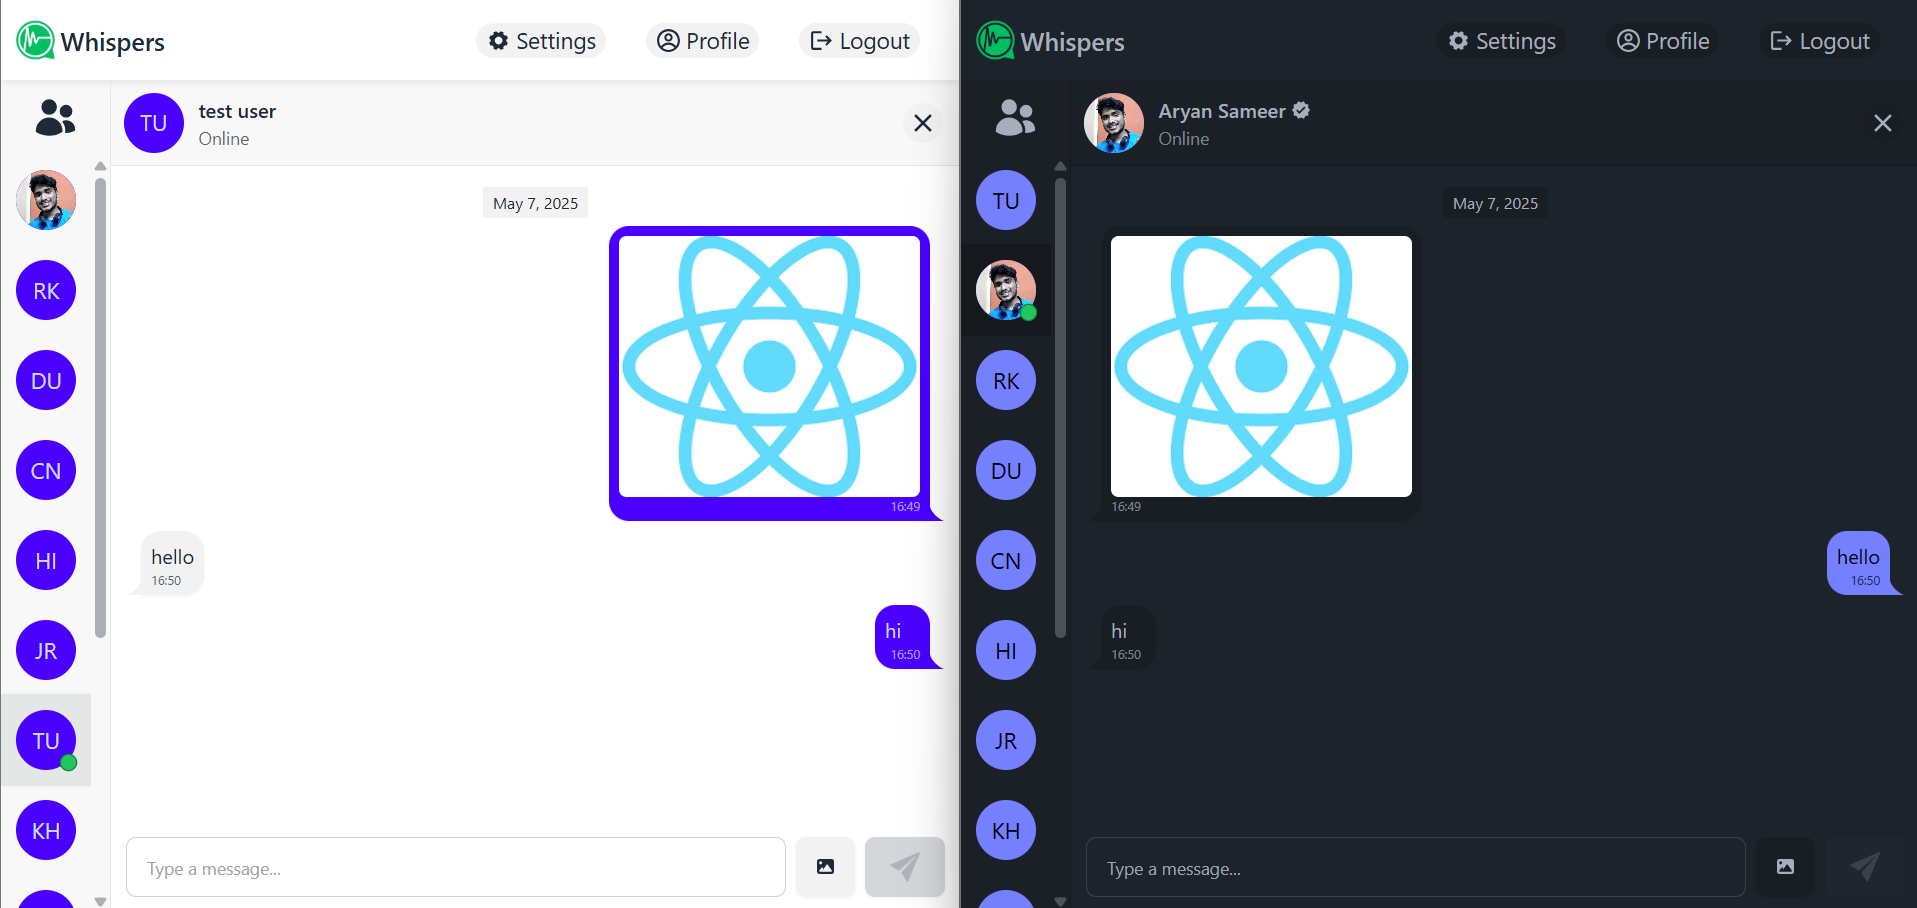 Whispers
Settings
Profile
Logout
TU
test user
Online
May 7, 2025
16:49
hello
16:50
hi
16:50
RK
DU
CN
HI
JR
TU
KH
Type a message...
Whispers
Settings
Profile
Logout
Aryan Sameer
Online
May 7, 2025
16:49
hello
16:50
hi
16:50
TU
RK
DU
CN
HI
JR
KH
Type a message...